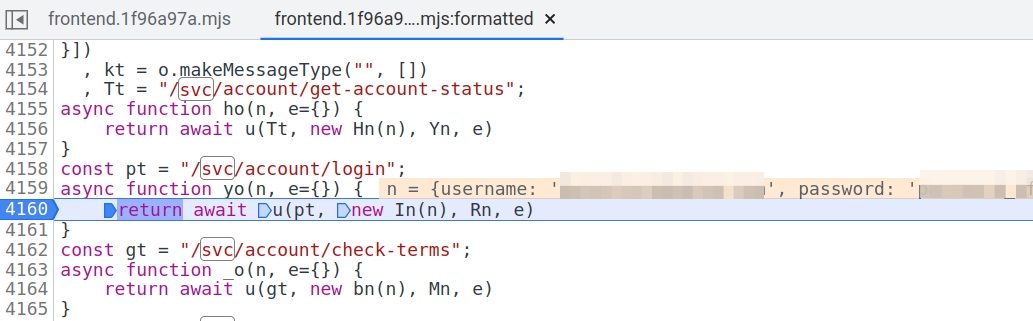 frontend.1f96a97a.mjs frontend.1f96a9....mjs:formatted ×
4152 }])
4153 , kt = o.makeMessageType("", [])
4154 , Tt = "/svc/account/get-account-status";
4155 async function ho(n, e={}) {
4156 return await u(Tt, new Hn(n), Yn, e)
4157 }
4158 const pt = "/svc/account/login";
4159 async function yo(n, e={}) { n = {username: ' ', password: '
4160 return await u(pt, new In(n), Rn, e)
4161 }
4162 const gt = "/svc/account/check-terms";
4163 async function _o(n, e={}) {
4164 return await u(gt, new bn(n), Mn, e)
4165 }